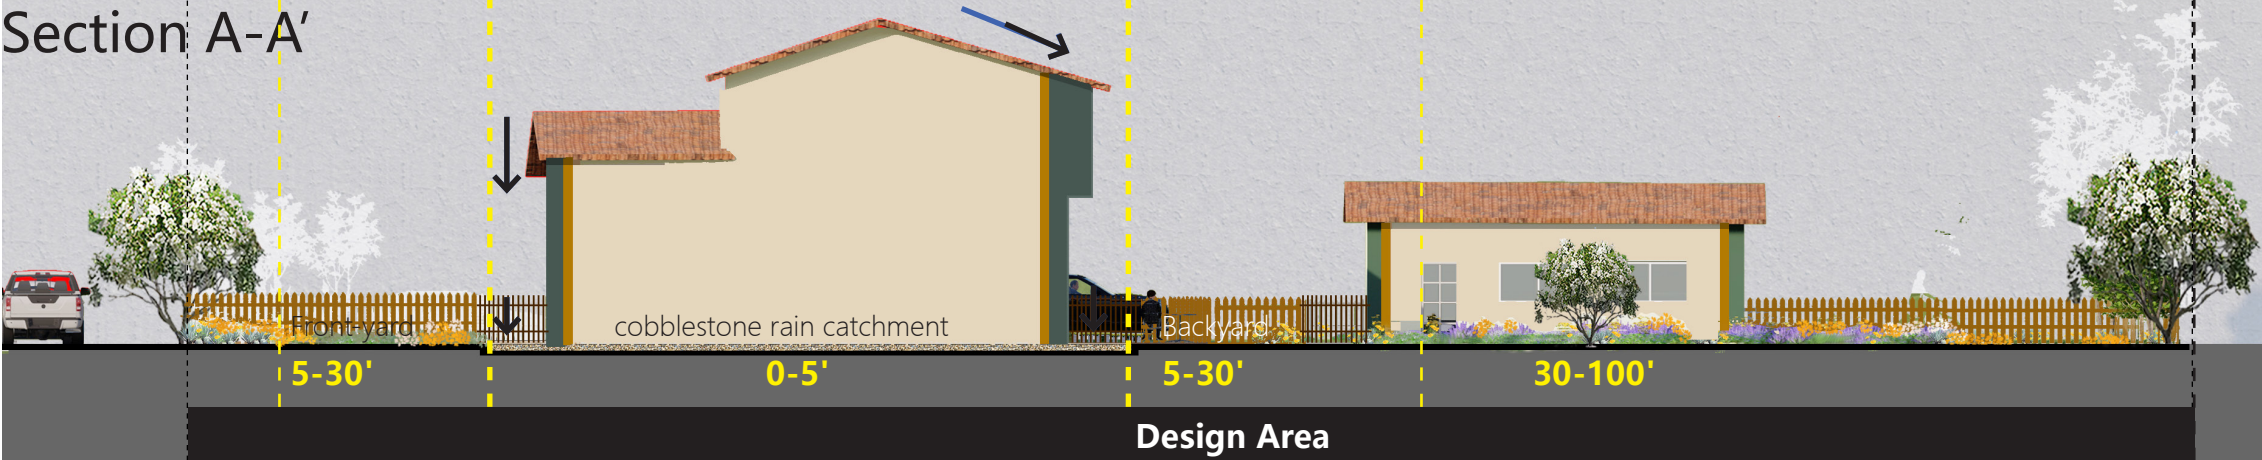 Section A-A'
Front-yard
cobblestone rain catchment
Backyard
5-30'
0-5'
5-30'
30-100'
Design Area